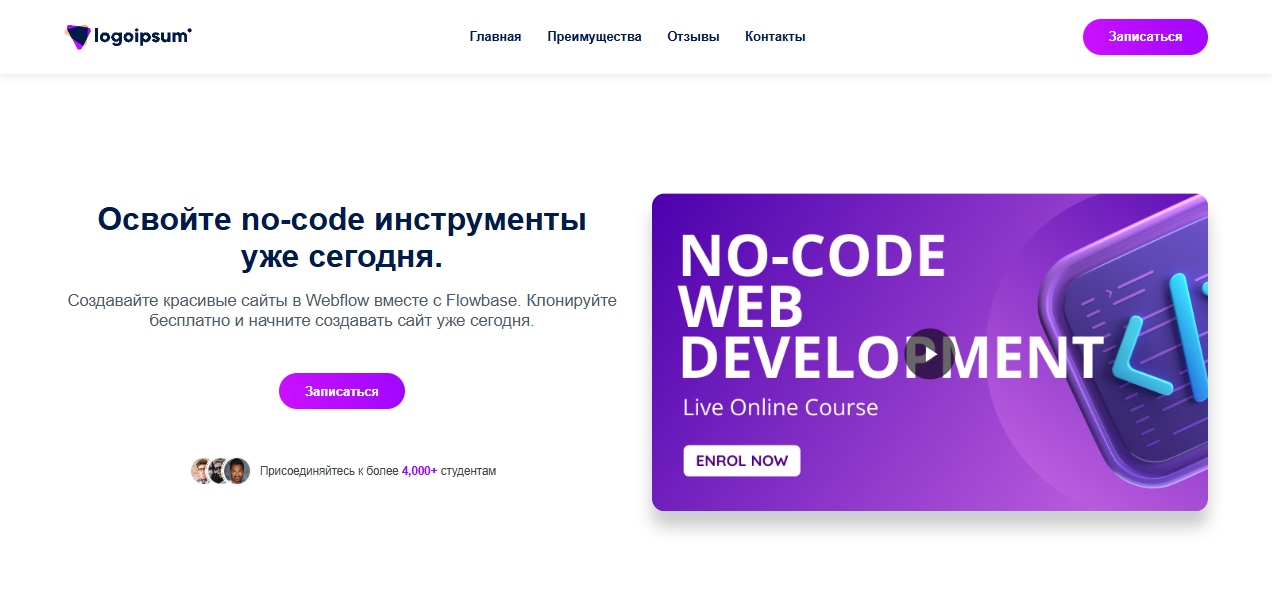 logoipsum
Главная Преимущества Отзывы Контакты
Записаться
Освойте no-code инструменты
уже сегодня.
Создавайте красивые сайты в Webflow вместе с Flowbase. Клонируйте
бесплатно и начните создавать сайт уже сегодня.
Записаться
Присоединяйтесь к более 4,000+ студентам
NO-CODE
WEB
DEVELOPMENT
Live Online Course
ENROL NOW